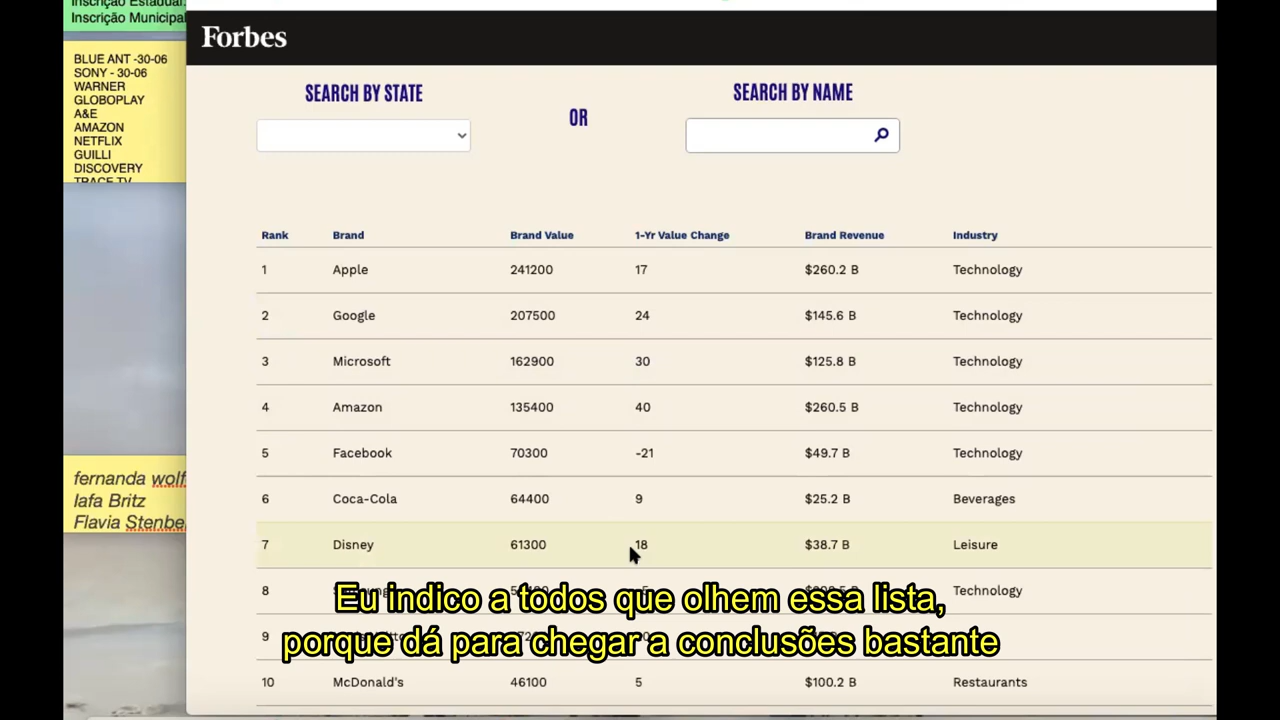 Inscrição Estadual.
Inscrição Municipal
BLUE ANT -30-06
SONY - 30-06
WARNER
GLOBOPLAY
A&E
AMAZON
NETFLIX
GUILLI
DISCOVERY
TRACE TV
fernanda wolf
Iafa Britz
Flavia Stenbe
Forbes
SEARCH BY STATE
OR
SEARCH BY NAME
Rank Brand Brand Value 1-Yr Value Change Brand Revenue Industry
1 Apple 241200 17 $260.2 B Technology
2 Google 207500 24 $145.6 B Technology
3 Microsoft 162900 30 $125.8 B Technology
4 Amazon 135400 40 $260.5 B Technology
5 Facebook 70300 -21 $49.7 B Technology
6 Coca-Cola 64400 9 $25.2 B Beverages
7 Disney 61300 18 $38.7 B Leisure
8 Technology
9
10 McDonald's 46100 5 $100.2 B Restaurants
Eu indico a todos que olhem essa lista,
porque dá para chegar a conclusões bastante